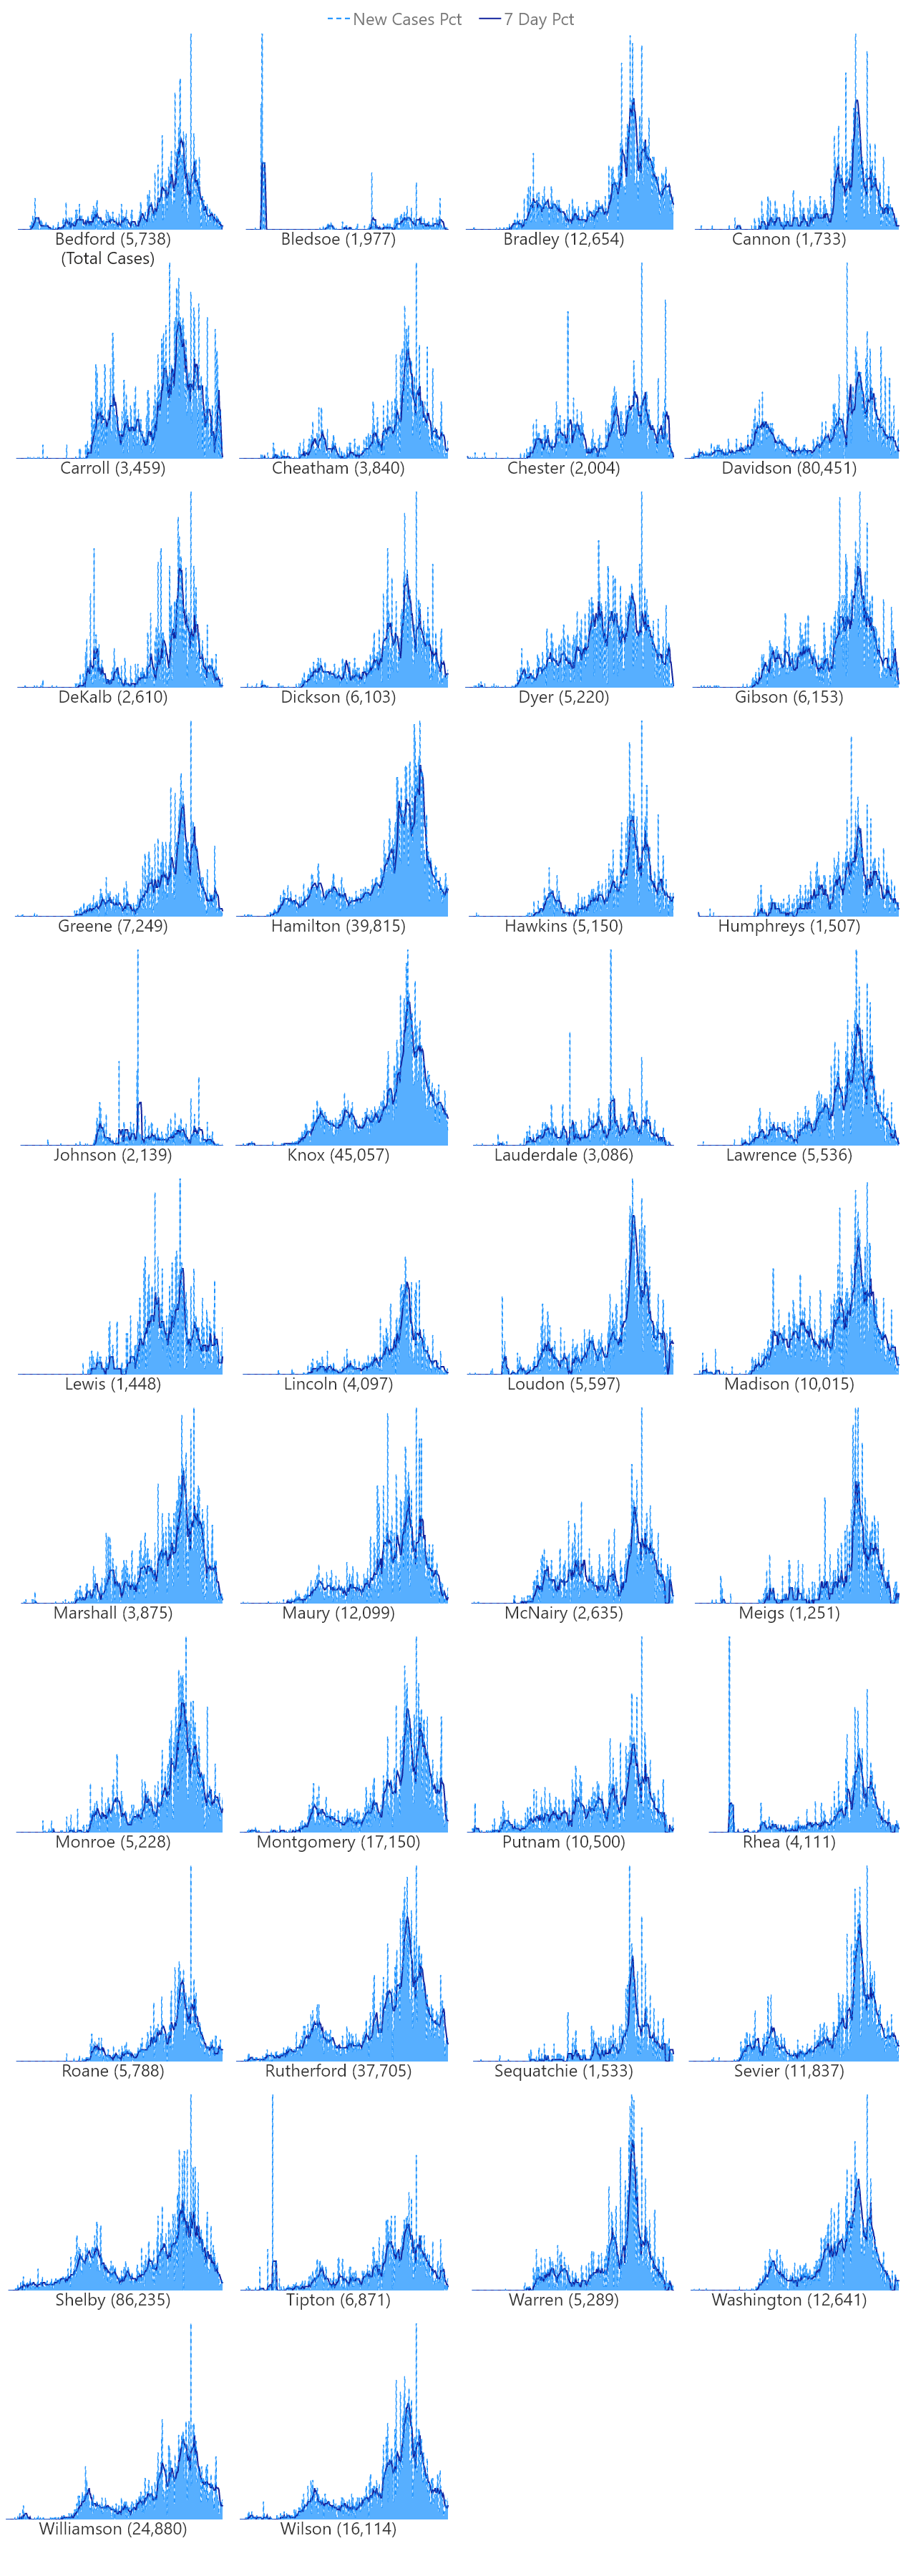 New Cases Pct 7 Day Pct
Bedford (5,738) Bledsoe (1,977) Bradley (12,654) Cannon (1,733)
(Total Cases)
Carroll (3,459) Cheatham (3,840) Chester (2,004) Davidson (80,451)
DeKalb (2,610) Dickson (6,103) Dyer (5,220) Gibson (6,153)
Greene (7,249) Hamilton (39,815) Hawkins (5,150) Humphreys (1,507)
Johnson (2,139) Knox (45,057) Lauderdale (3,086) Lawrence (5,536)
Lewis (1,448) Lincoln (4,097) Loudon (5,597) Madison (10,015)
Marshall (3,875) Maury (12,099) McNairy (2,635) Meigs (1,251)
Monroe (5,228) Montgomery (17,150) Putnam (10,500) Rhea (4,111)
Roane (5,788) Rutherford (37,705) Sequatchie (1,533) Sevier (11,837)
Shelby (86,235) Tipton (6,871) Warren (5,289) Washington (12,641)
Williamson (24,880) Wilson (16,114)